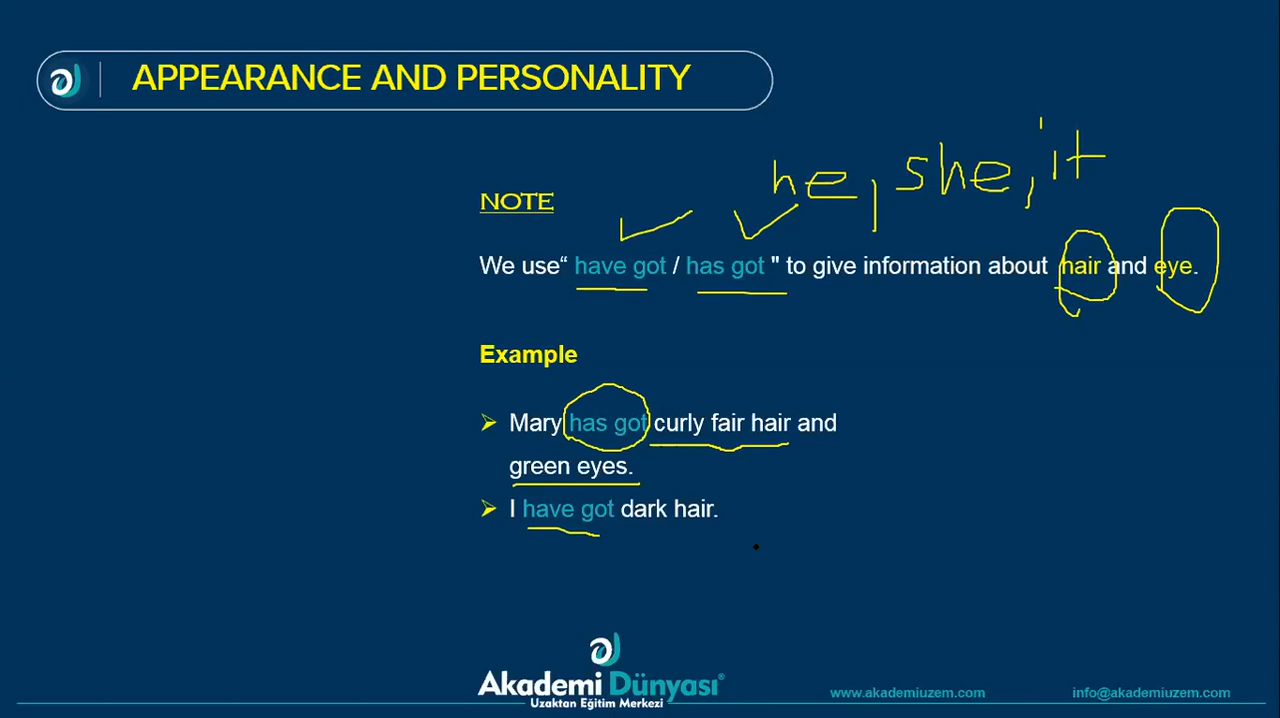 APPEARANCE AND PERSONALITY
he, she, it
NOTE
We use“ have got / has got " to give information about hair and eye.
Example
Mary has got curly fair hair and
green eyes.
I have got dark hair.
Akademi Dünyası®
Uzaktan Eğitim Merkezi
www.akademiuzem.com info@akademiuzem.com